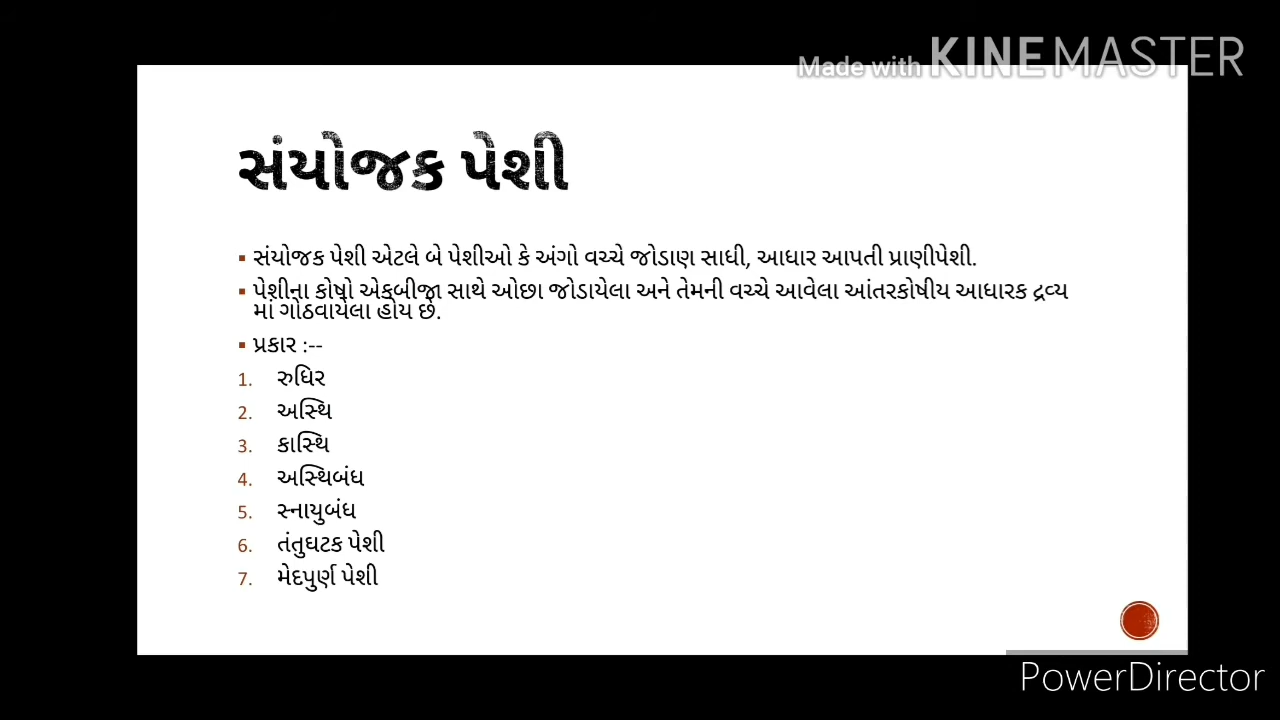 Made with KINEMASTER
સંયોજક પેશી
▪ સંયોજક પેશી એટલે બે પેશીઓ કે અંગો વચ્ચે જોડાણ સાધી, આધાર આપતી પ્રાણીપેશી.
▪ પેશીના કોષો એકબીજા સાથે ઓછા જોડાયેલા અને તેમની વચ્ચે આવેલા આંતરકોષીય આધારક દ્રવ્ય
માં ગોઠવાયેલા હોય છે.
▪ પ્રકાર :--
1. રુધિર
2. અસ્થિ
3. કાસ્થિ
4. અસ્થિબંધ
5. સ્નાયુબંધ
6. તંતુઘટક પેશી
7. મેદપુર્ણ પેશી
PowerDirector